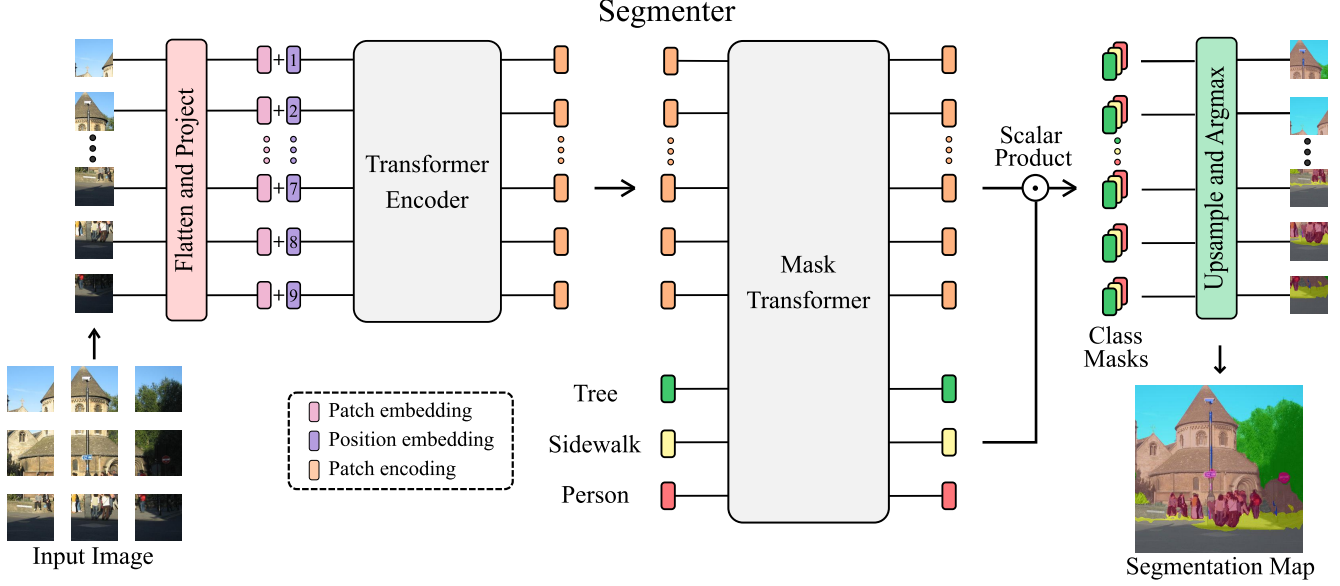 Segmenter
Flatten and Project
+ 1
+ 2
+ 7
+ 8
+ 9
Transformer
Encoder
Mask
Transformer
Scalar
Product
Class
Masks
Upsample and Argmax
Tree
Sidewalk
Person
Patch embedding
Position embedding
Patch encoding
Input Image
Segmentation Map